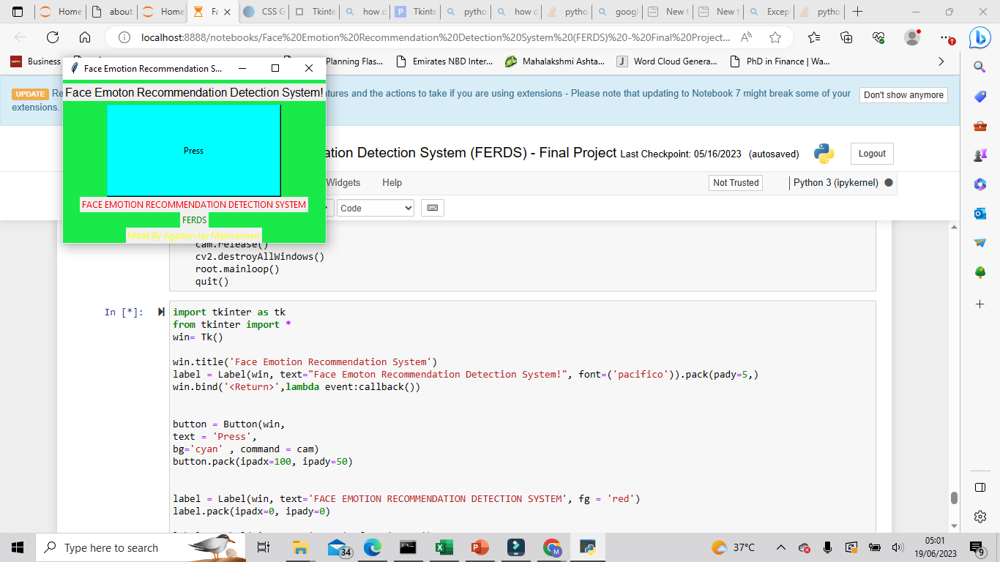 Home
about:
Home
Fa
CSS G
Tkinte
how d
Tkinte
pytho
how d
pytho
googl
New t
New t
Excep
pytho
localhost:8888/notebooks/Face%20Emotion%20Recommendation%20Detection%20System%20(FERDS)%20-%20Final%20Project...
Business
Planning Flas...
Emirates NBD Inter...
Mahalakshmi Ashta...
Word Cloud Genera...
PhD in Finance | Wa...
Face Emotion Recommendation S...
Face Emoton Recommendation Detection System!
Press
FACE EMOTION RECOMMENDATION DETECTION SYSTEM
FERDS
Made By Agastyn Jay Manivannan
UPDATE Re
tures and the actions to take if you are using extensions - Please note that updating to Notebook 7 might break some of your
extensions.
Don't show anymore
ation Detection System (FERDS) - Final Project Last Checkpoint: 05/16/2023 (autosaved)
Logout
Widgets Help
Not Trusted
Python 3 (ipykernel)
Code
cam.release()
cv2.destroyAllWindows()
root.mainloop()
quit()
In [*]:
import tkinter as tk
from tkinter import *
win= Tk()
win.title('Face Emotion Recommendation System')
label = Label(win, text="Face Emoton Recommendation Detection System!", font=('pacifico')).pack(pady=5,)
win.bind('<Return>',lambda event:callback())
button = Button(win,
text = 'Press',
bg='cyan' , command = cam)
button.pack(ipadx=100, ipady=50)
label = Label(win, text='FACE EMOTION RECOMMENDATION DETECTION SYSTEM', fg = 'red')
label.pack(ipadx=0, ipady=0)
Type here to search
34
37°C
05:01
19/06/2023
9